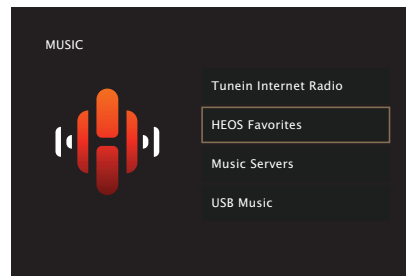 MUSIC
Tunein Internet Radio
HEOS Favorites
Music Servers
USB Music